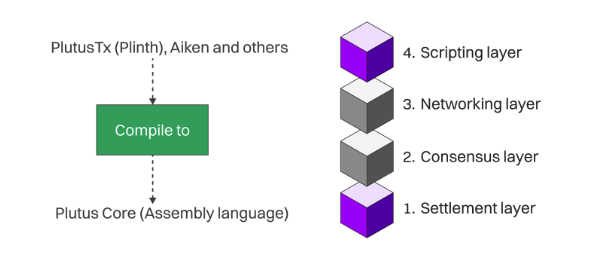 PlutusTx (Plinth), Aiken and others
Compile to
Plutus Core (Assembly language)
4. Scripting layer
3. Networking layer
2. Consensus layer
1. Settlement layer